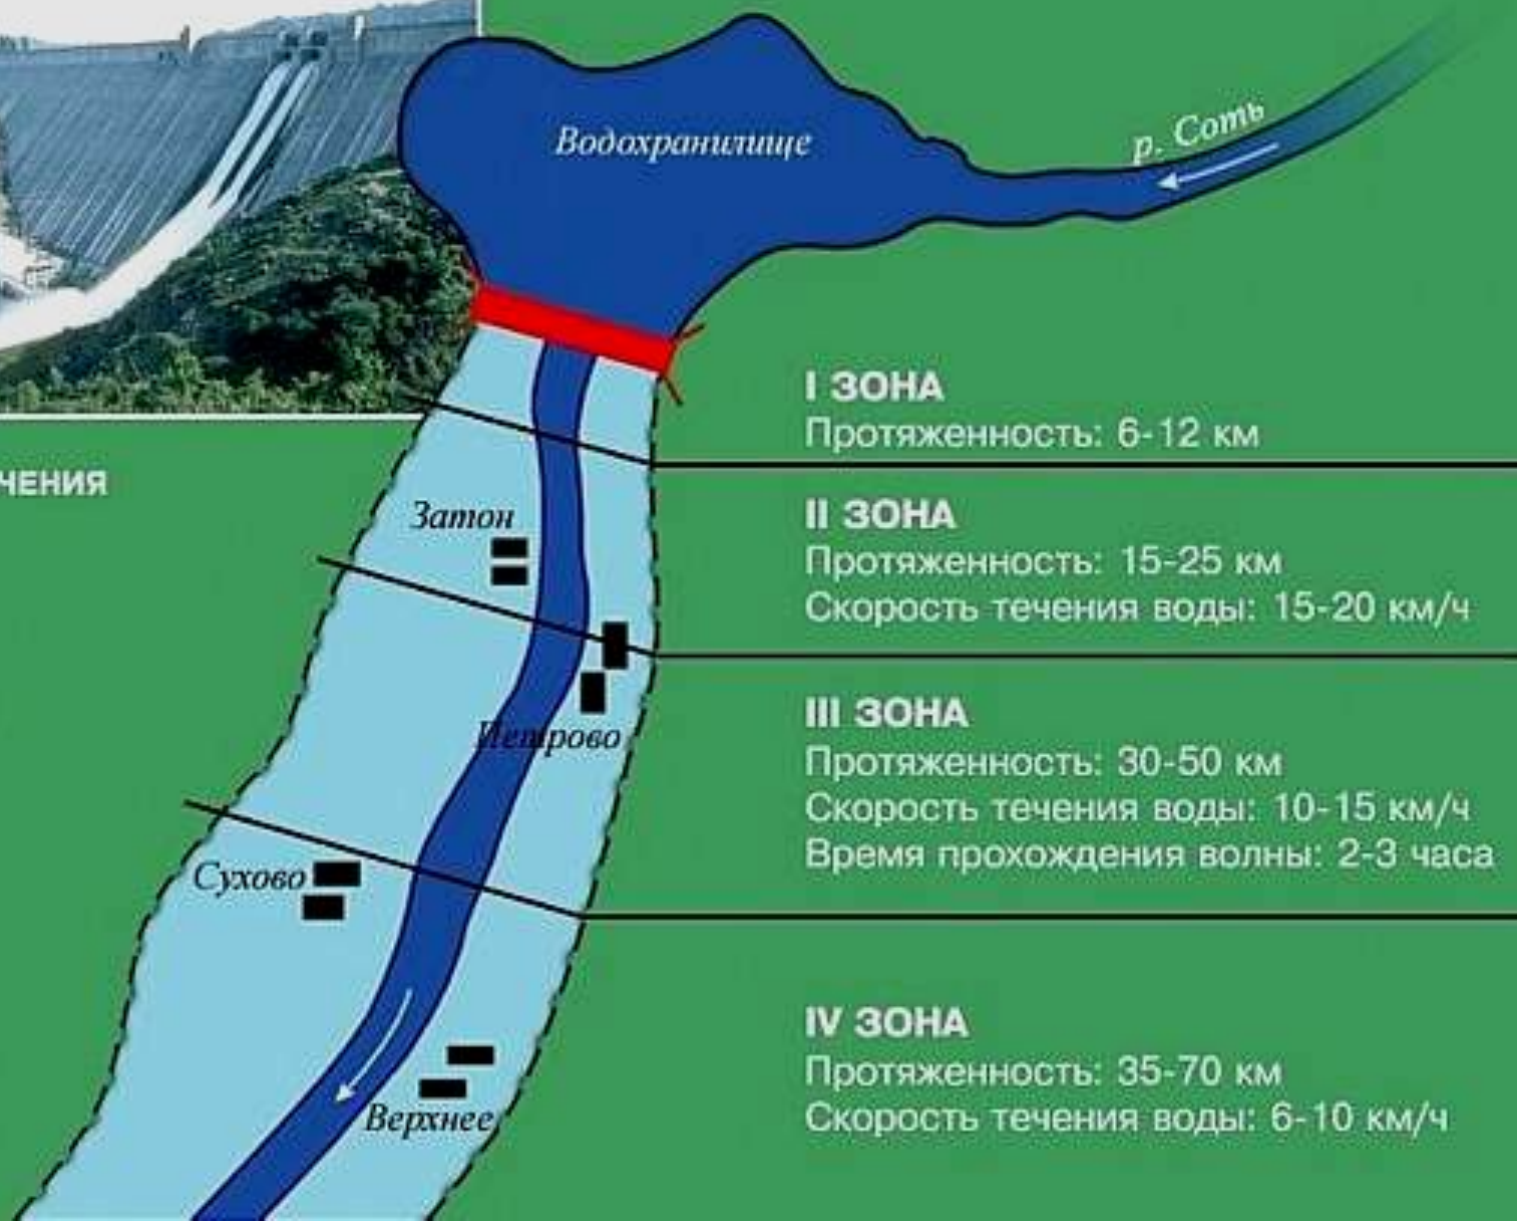 Водохранилище
р. Соть
I ЗОНА
Протяженность: 6-12 км
ЧЕНИЯ
II ЗОНА
Протяженность: 15-25 км
Скорость течения воды: 15-20 км/ч
Затон
III ЗОНА
Протяженность: 30-50 км
Скорость течения воды: 10-15 км/ч
Время прохождения волны: 2-3 часа
Петрово
Сухово
IV ЗОНА
Протяженность: 35-70 км
Скорость течения воды: 6-10 км/ч
Верхнее